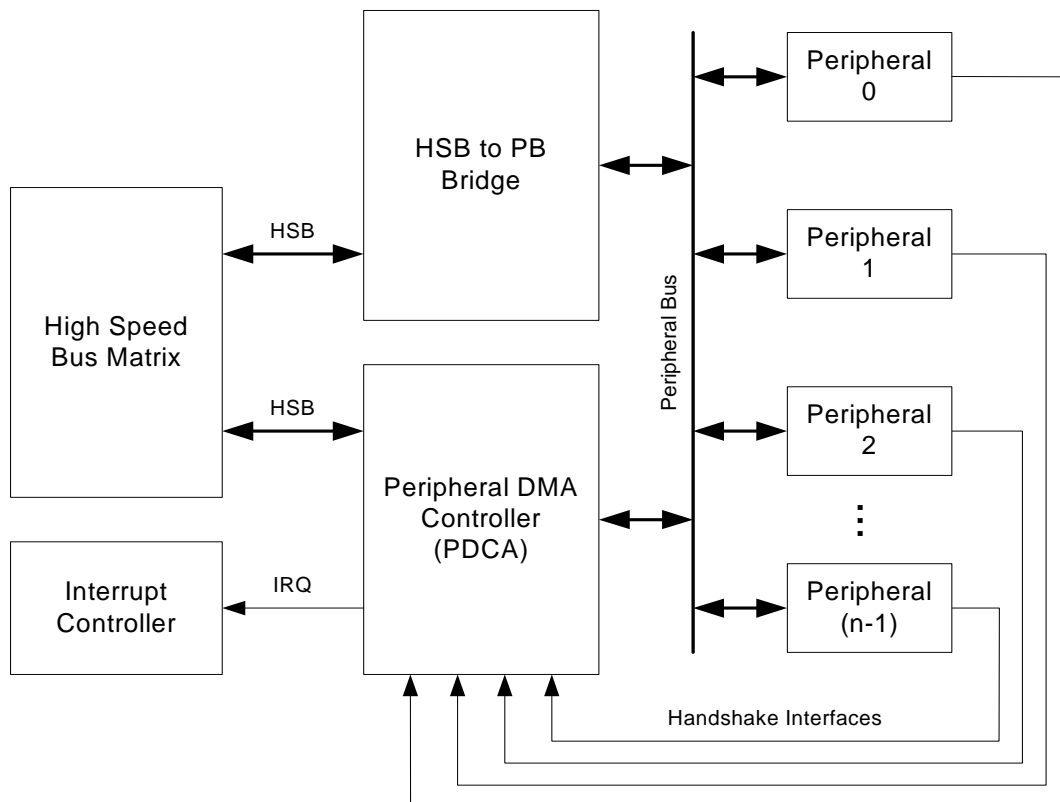 HSB to PB
Bridge
Peripheral
0
HSB
Peripheral
1
High Speed
Bus Matrix
Peripheral Bus
HSB
Peripheral
2
Peripheral DMA
Controller
(PDCA)
Interrupt
Controller
IRQ
Peripheral
(n-1)
Handshake Interfaces